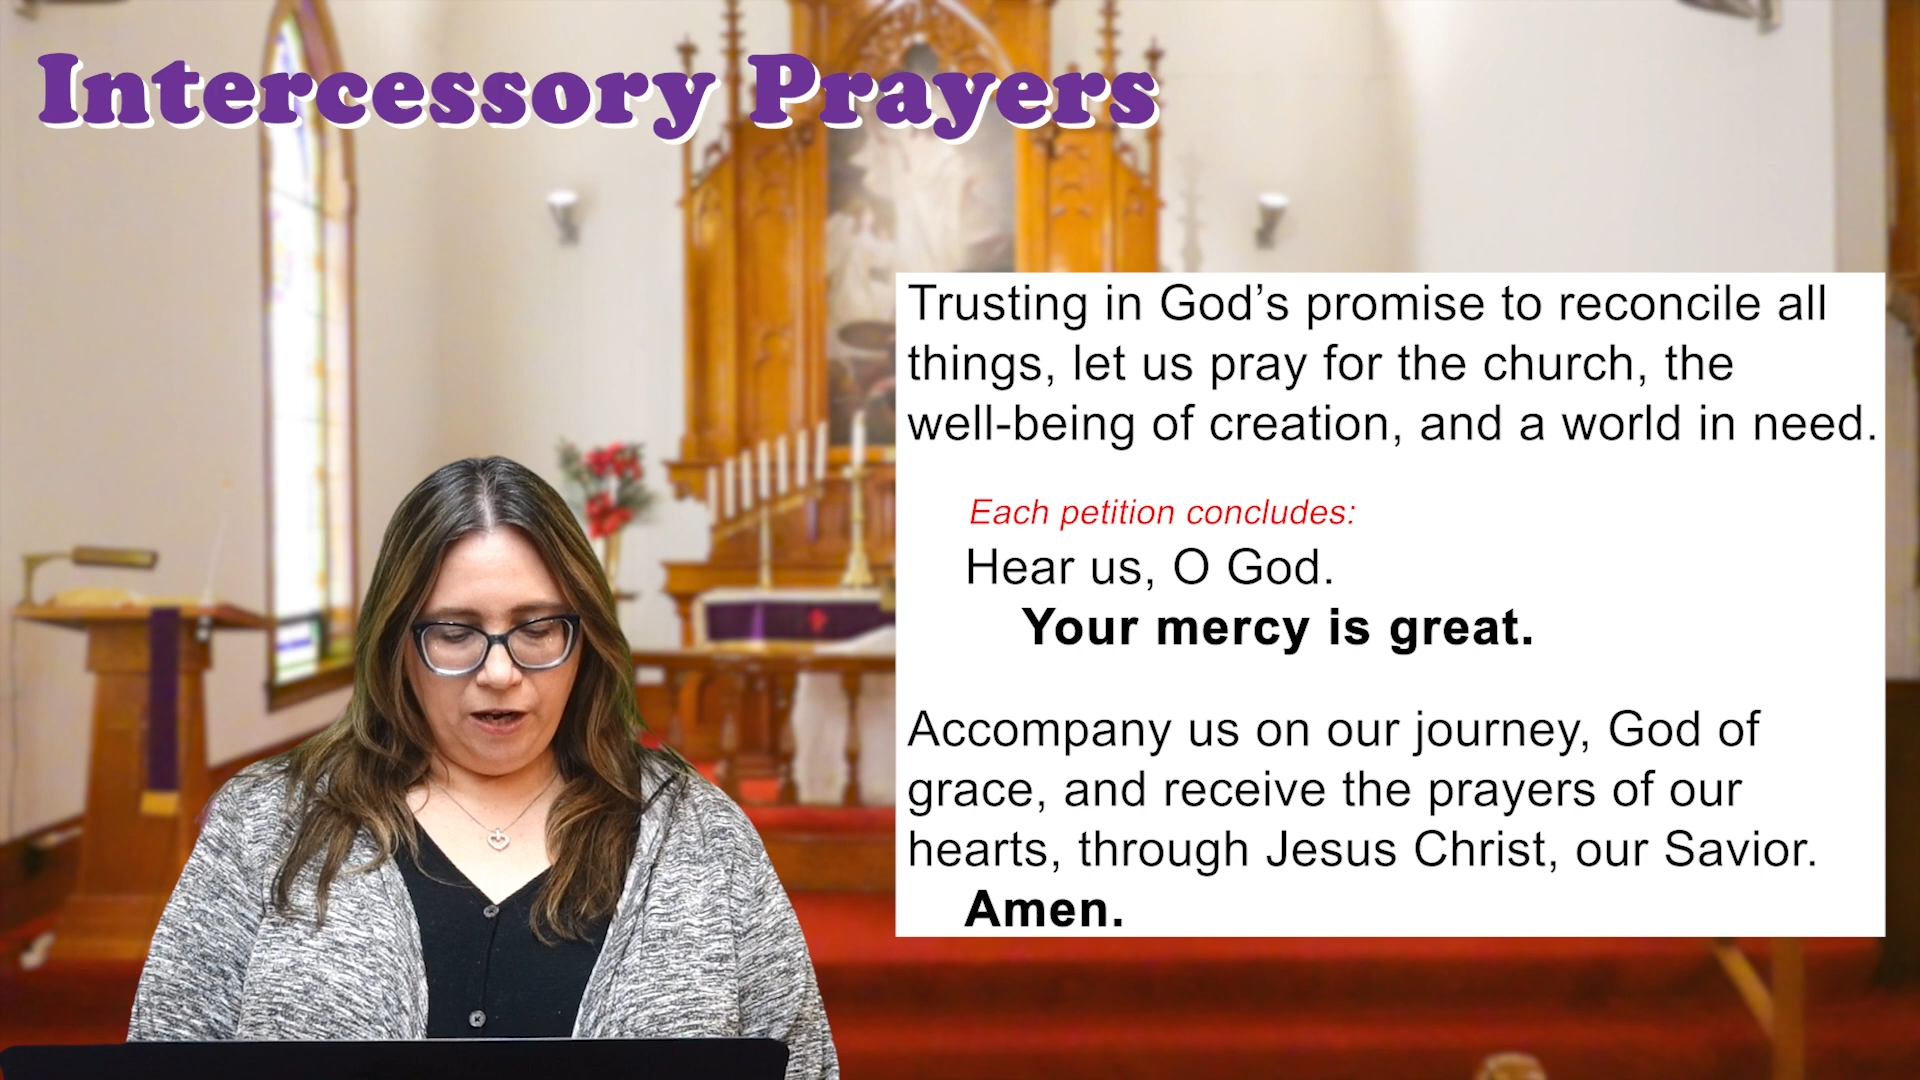 Intercessory Prayers
Trusting in God’s promise to reconcile all
things, let us pray for the church, the
well-being of creation, and a world in need.
Each petition concludes:
Hear us, O God.
Your mercy is great.
Accompany us on our journey, God of
grace, and receive the prayers of our
hearts, through Jesus Christ, our Savior.
Amen.